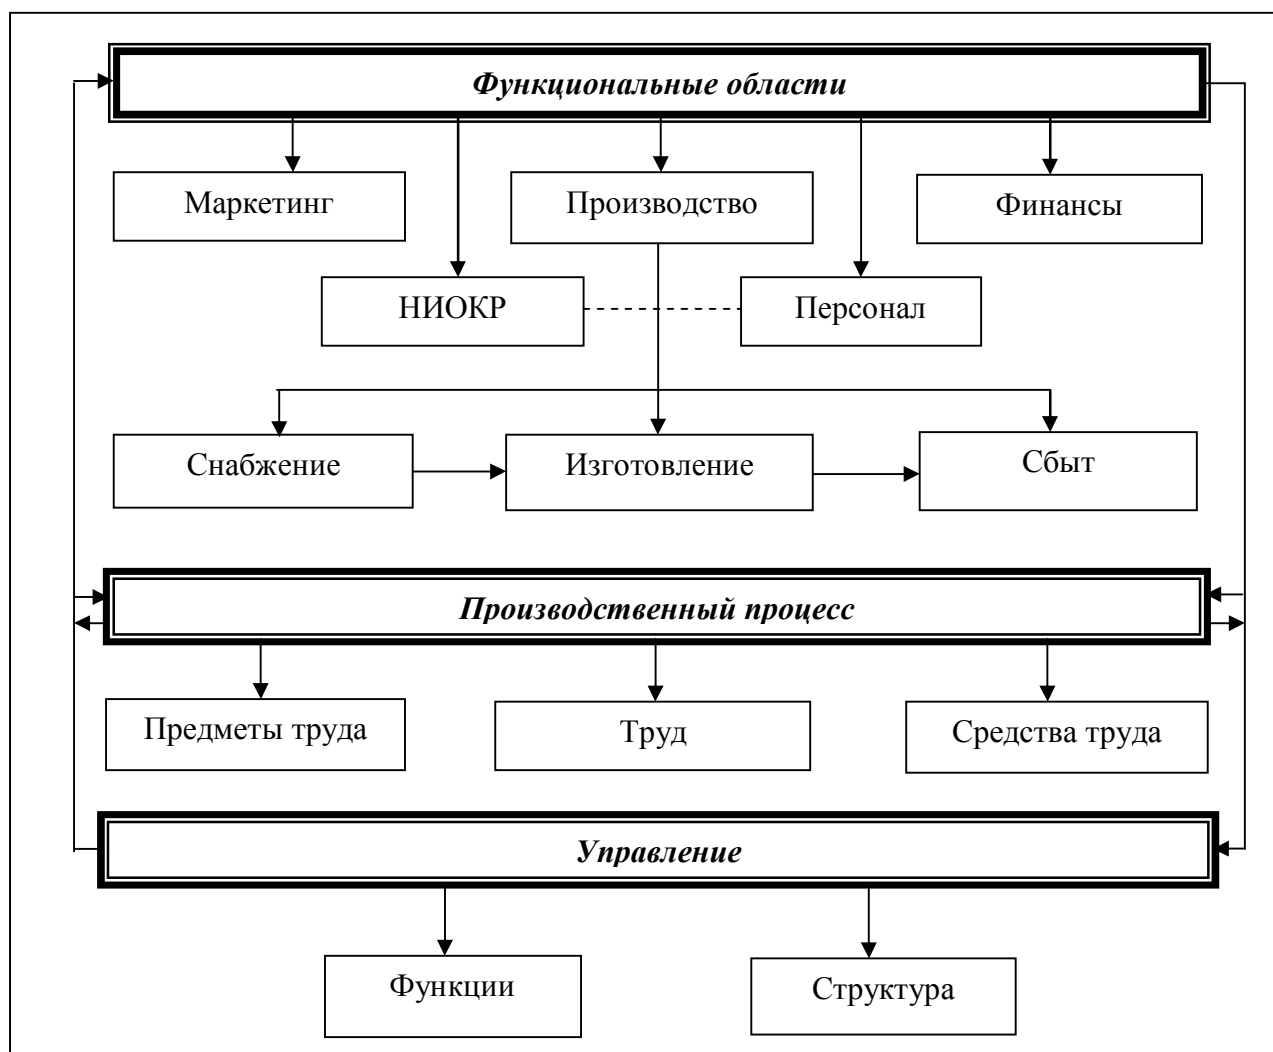 Функциональные области
Маркетинг
Производство
Финансы
НИОКР
Персонал
Снабжение
Изготовление
Сбыт
Производственный процесс
Предметы труда
Труд
Средства труда
Управление
Функции
Структура